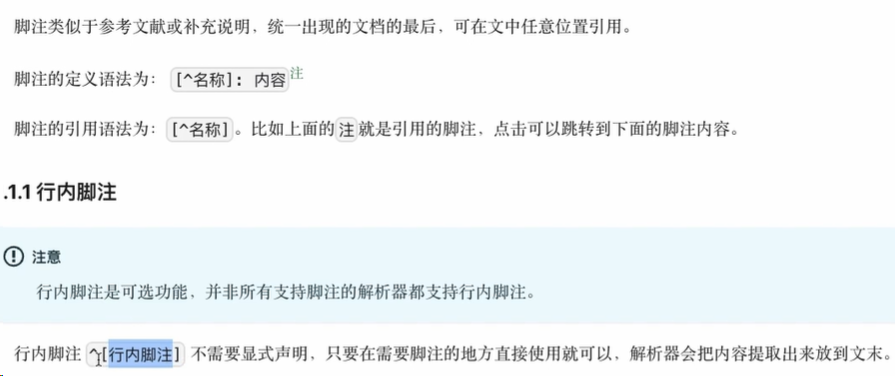 脚注类似于参考文献或补充说明，统一出现的文档的最后，可在文中任意位置引用。
脚注的定义语法为： [^名称]: 内容注
脚注的引用语法为： [^名称]。比如上面的注就是引用的脚注，点击可以跳转到下面的脚注内容。
.1.1 行内脚注
注意
行内脚注是可选功能，并非所有支持脚注的解析器都支持行内脚注。
行内脚注 ^[行内脚注] 不需要显式声明，只要在需要脚注的地方直接使用就可以，解析器会把内容提取出来放到文末。